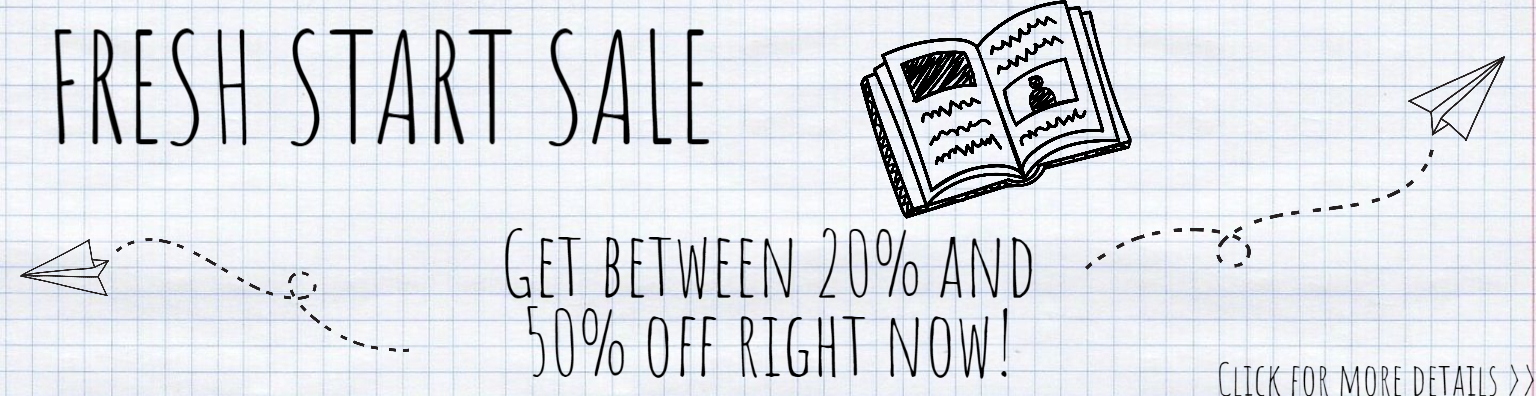 FRESH START SALE
GET BETWEEN 20% AND
50% OFF RIGHT NOW!
CLICK FOR MORE DETAILS >>